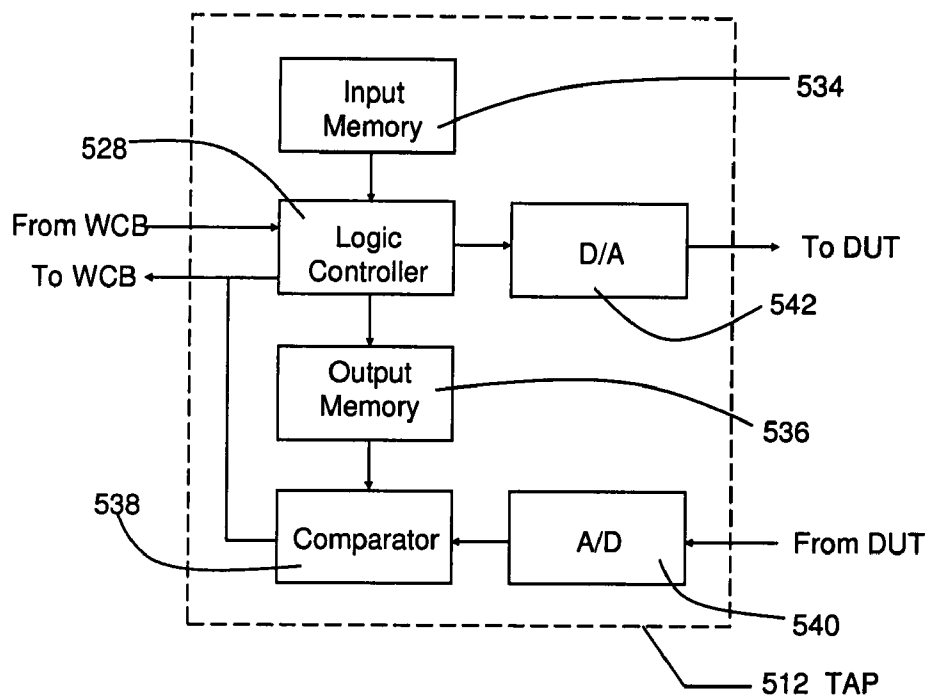 Input
Memory
534
528
From WCB
Logic
Controller
D/A
To DUT
To WCB
542
Output
Memory
536
538
Comparator
A/D
From DUT
540
512 TAP